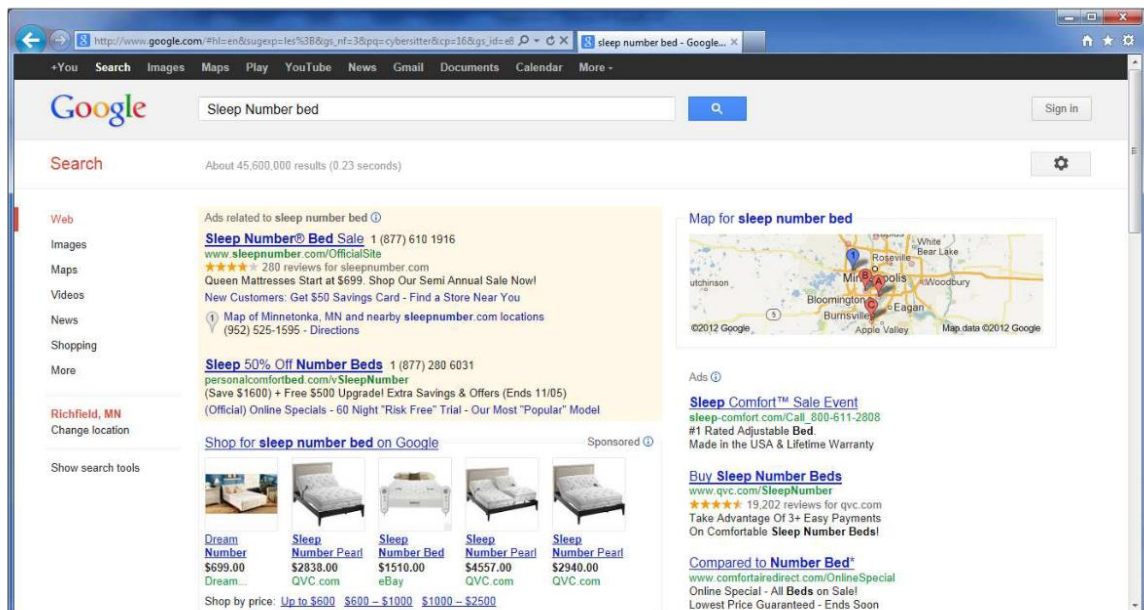 http://www.google.com/#hl=en&sugexp=les%3B&gs_nf=3&pq=cybersitter&cp=16&gs_id=e8
sleep number bed - Google...
+You Search Images Maps Play YouTube News Gmail Documents Calendar More
Google
Sleep Number bed
Sign in
Search
About 45,600,000 results (0.23 seconds)
Web
Images
Maps
Videos
News
Shopping
More
Richfield, MN
Change location
Show search tools
Ads related to sleep number bed
Sleep Number® Bed Sale 1 (877) 610 1916
www.sleepnumber.com/OfficialSite
280 reviews for sleepnumber.com
Queen Mattresses Start at $699. Shop Our Semi Annual Sale Now!
New Customers: Get $50 Savings Card - Find a Store Near You
1 Map of Minnetonka, MN and nearby sleepnumber.com locations
(952) 525-1595 - Directions
Sleep 50% Off Number Beds 1 (877) 280 6031
personalcomfortbed.com/vSleepNumber
(Save $1600) + Free $500 Upgrade! Extra Savings & Offers (Ends 11/05)
(Official) Online Specials - 60 Night "Risk Free" Trial - Our Most "Popular" Model
Shop for sleep number bed on Google
Sponsored
Dream Number
$699.00
Dream...
Sleep Number Pearl
$2838.00
QVC.com
Sleep Number Bed
$1510.00
eBay
Sleep Number Pearl
$4557.00
QVC.com
Sleep Number Pearl
$2940.00
QVC.com
Shop by price: Up to $600 $600 – $1000 $1000 – $2500
Map for sleep number bed
White
Bear Lake
Roseville
utchinson
1
B
A
C
Woodbury
Bloomington
Eagan
5
Burnsville
Apple Valley
©2012 Google
Map data ©2012 Google
Ads
Sleep Comfort™ Sale Event
sleep-comfort.com/Call_800-611-2808
#1 Rated Adjustable Bed.
Made in the USA & Lifetime Warranty
Buy Sleep Number Beds
www.qvc.com/SleepNumber
19,202 reviews for qvc.com
Take Advantage Of 3+ Easy Payments
On Comfortable Sleep Number Beds!
Compared to Number Bed*
www.comfortairedirect.com/OnlineSpecial
Online Special - All Beds on Sale!
Lowest Price Guaranteed - Ends Soon